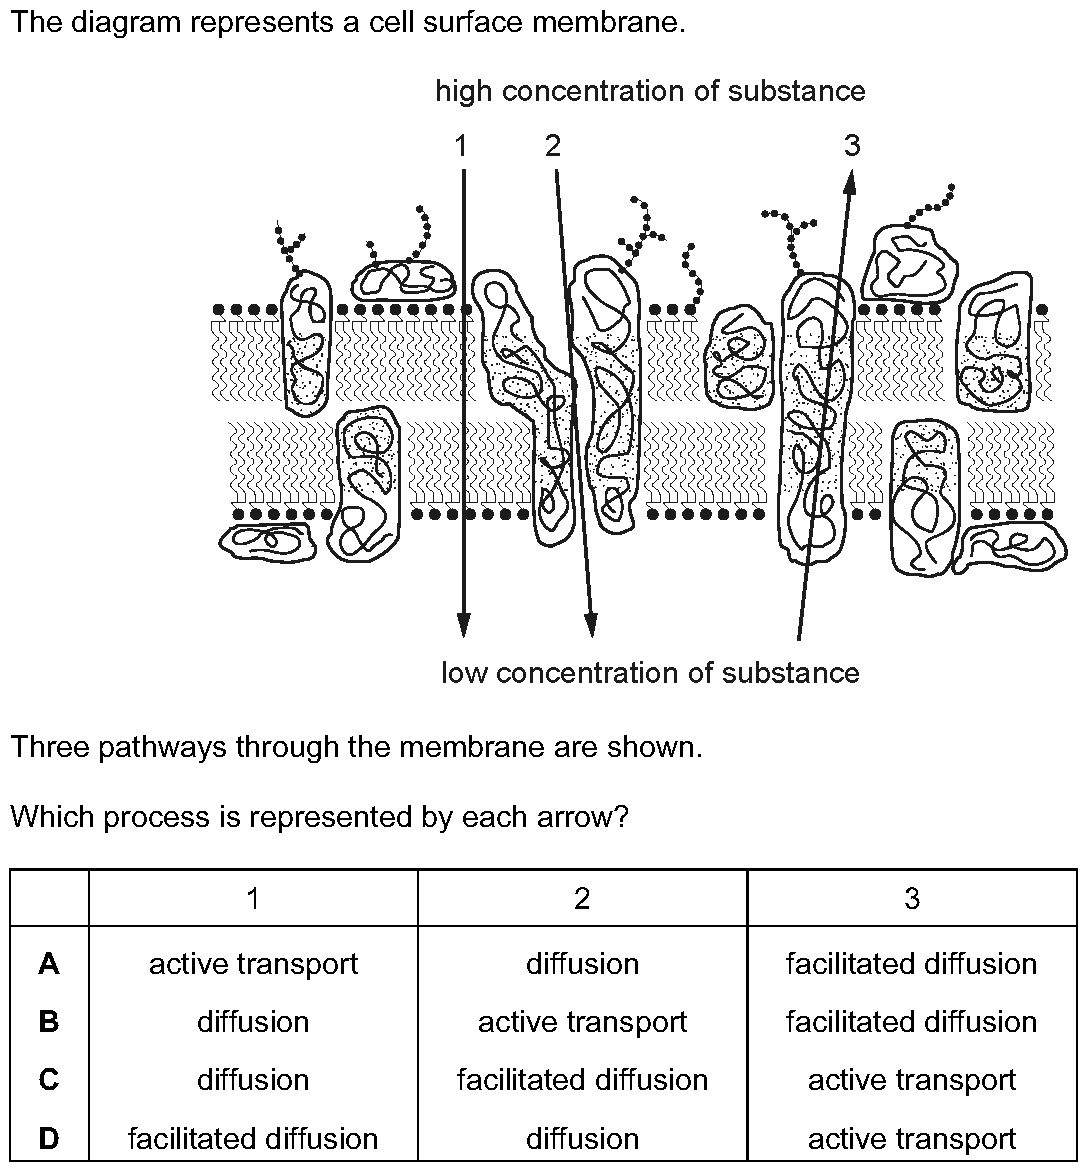 The diagram represents a cell surface membrane.
high concentration of substance
1 2 3
low concentration of substance
Three pathways through the membrane are shown.
Which process is represented by each arrow?
1 2 3
A active transport diffusion facilitated diffusion
B diffusion active transport facilitated diffusion
C diffusion facilitated diffusion active transport
D facilitated diffusion diffusion active transport